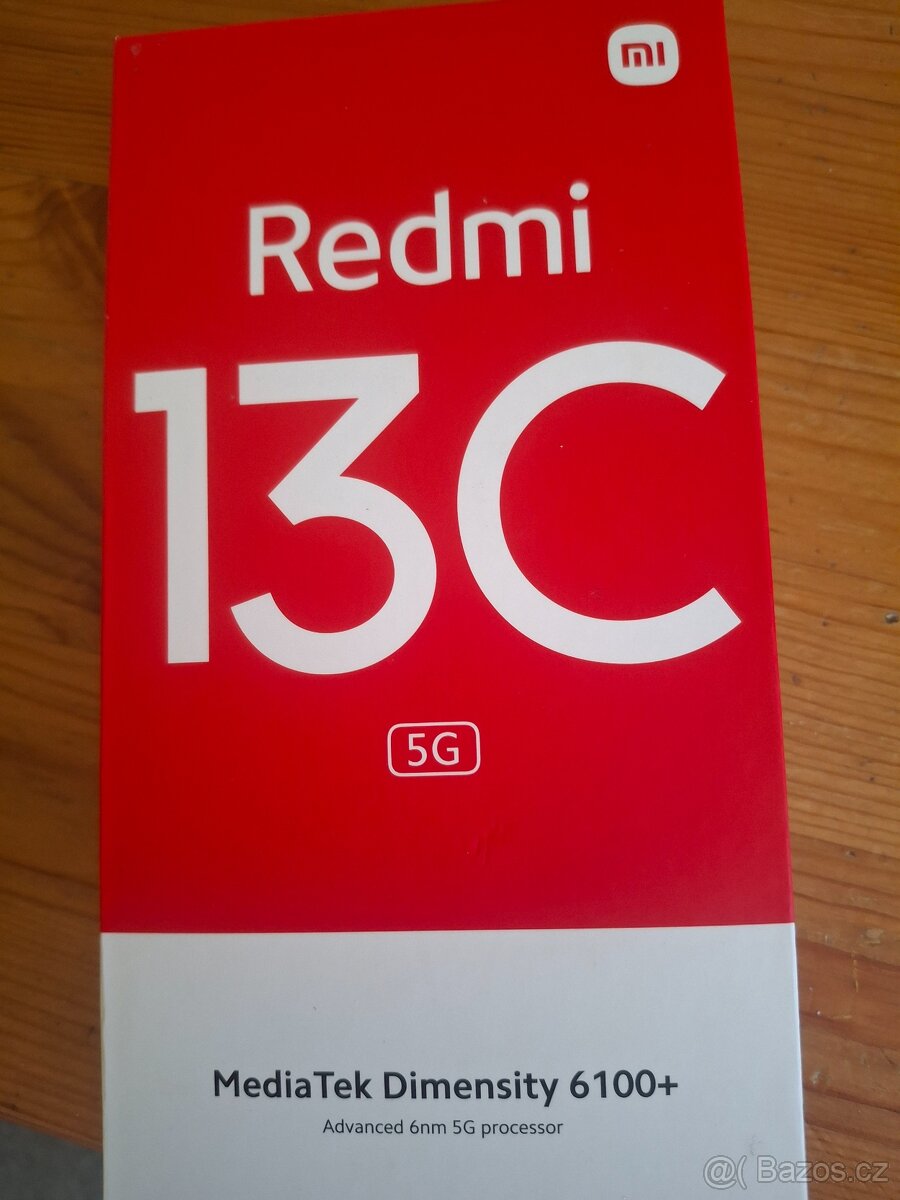 mi
Redmi
13C
5G
MediaTek Dimensity 6100+
Advanced 6nm 5G processor
@( Bazos.cz